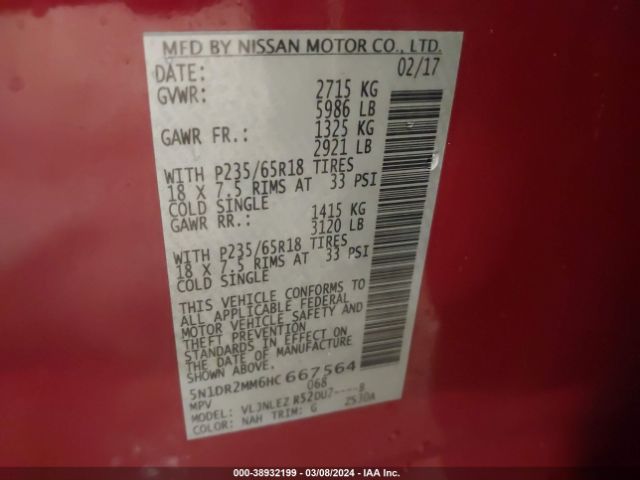 MFD BY NISSAN MOTOR CO., LTD.
DATE: 02/17
GVWR: 2715 KG
5986 LB
GAWR FR.: 1325 KG
2921 LB
WITH P235/65R18 TIRES
18 X 7.5 RIMS AT 33 PSI
COLD SINGLE
GAWR RR.: 1415 KG
3120 LB
WITH P235/65R18 TIRES
18 X 7.5 RIMS AT 33 PSI
COLD SINGLE
THIS VEHICLE CONFORMS TO
ALL APPLICABLE FEDERAL
MOTOR VEHICLE SAFETY AND
THEFT PREVENTION
STANDARDS IN EFFECT ON
THE DATE OF MANUFACTURE
SHOWN ABOVE.
5N1DR2MM6HC667564
MPV 068
MODEL: VLJNLEZ R52DUZ----B
COLOR: NAH TRIM: G ZS30A
000-38932199 - 03/08/2024 - IAA Inc.